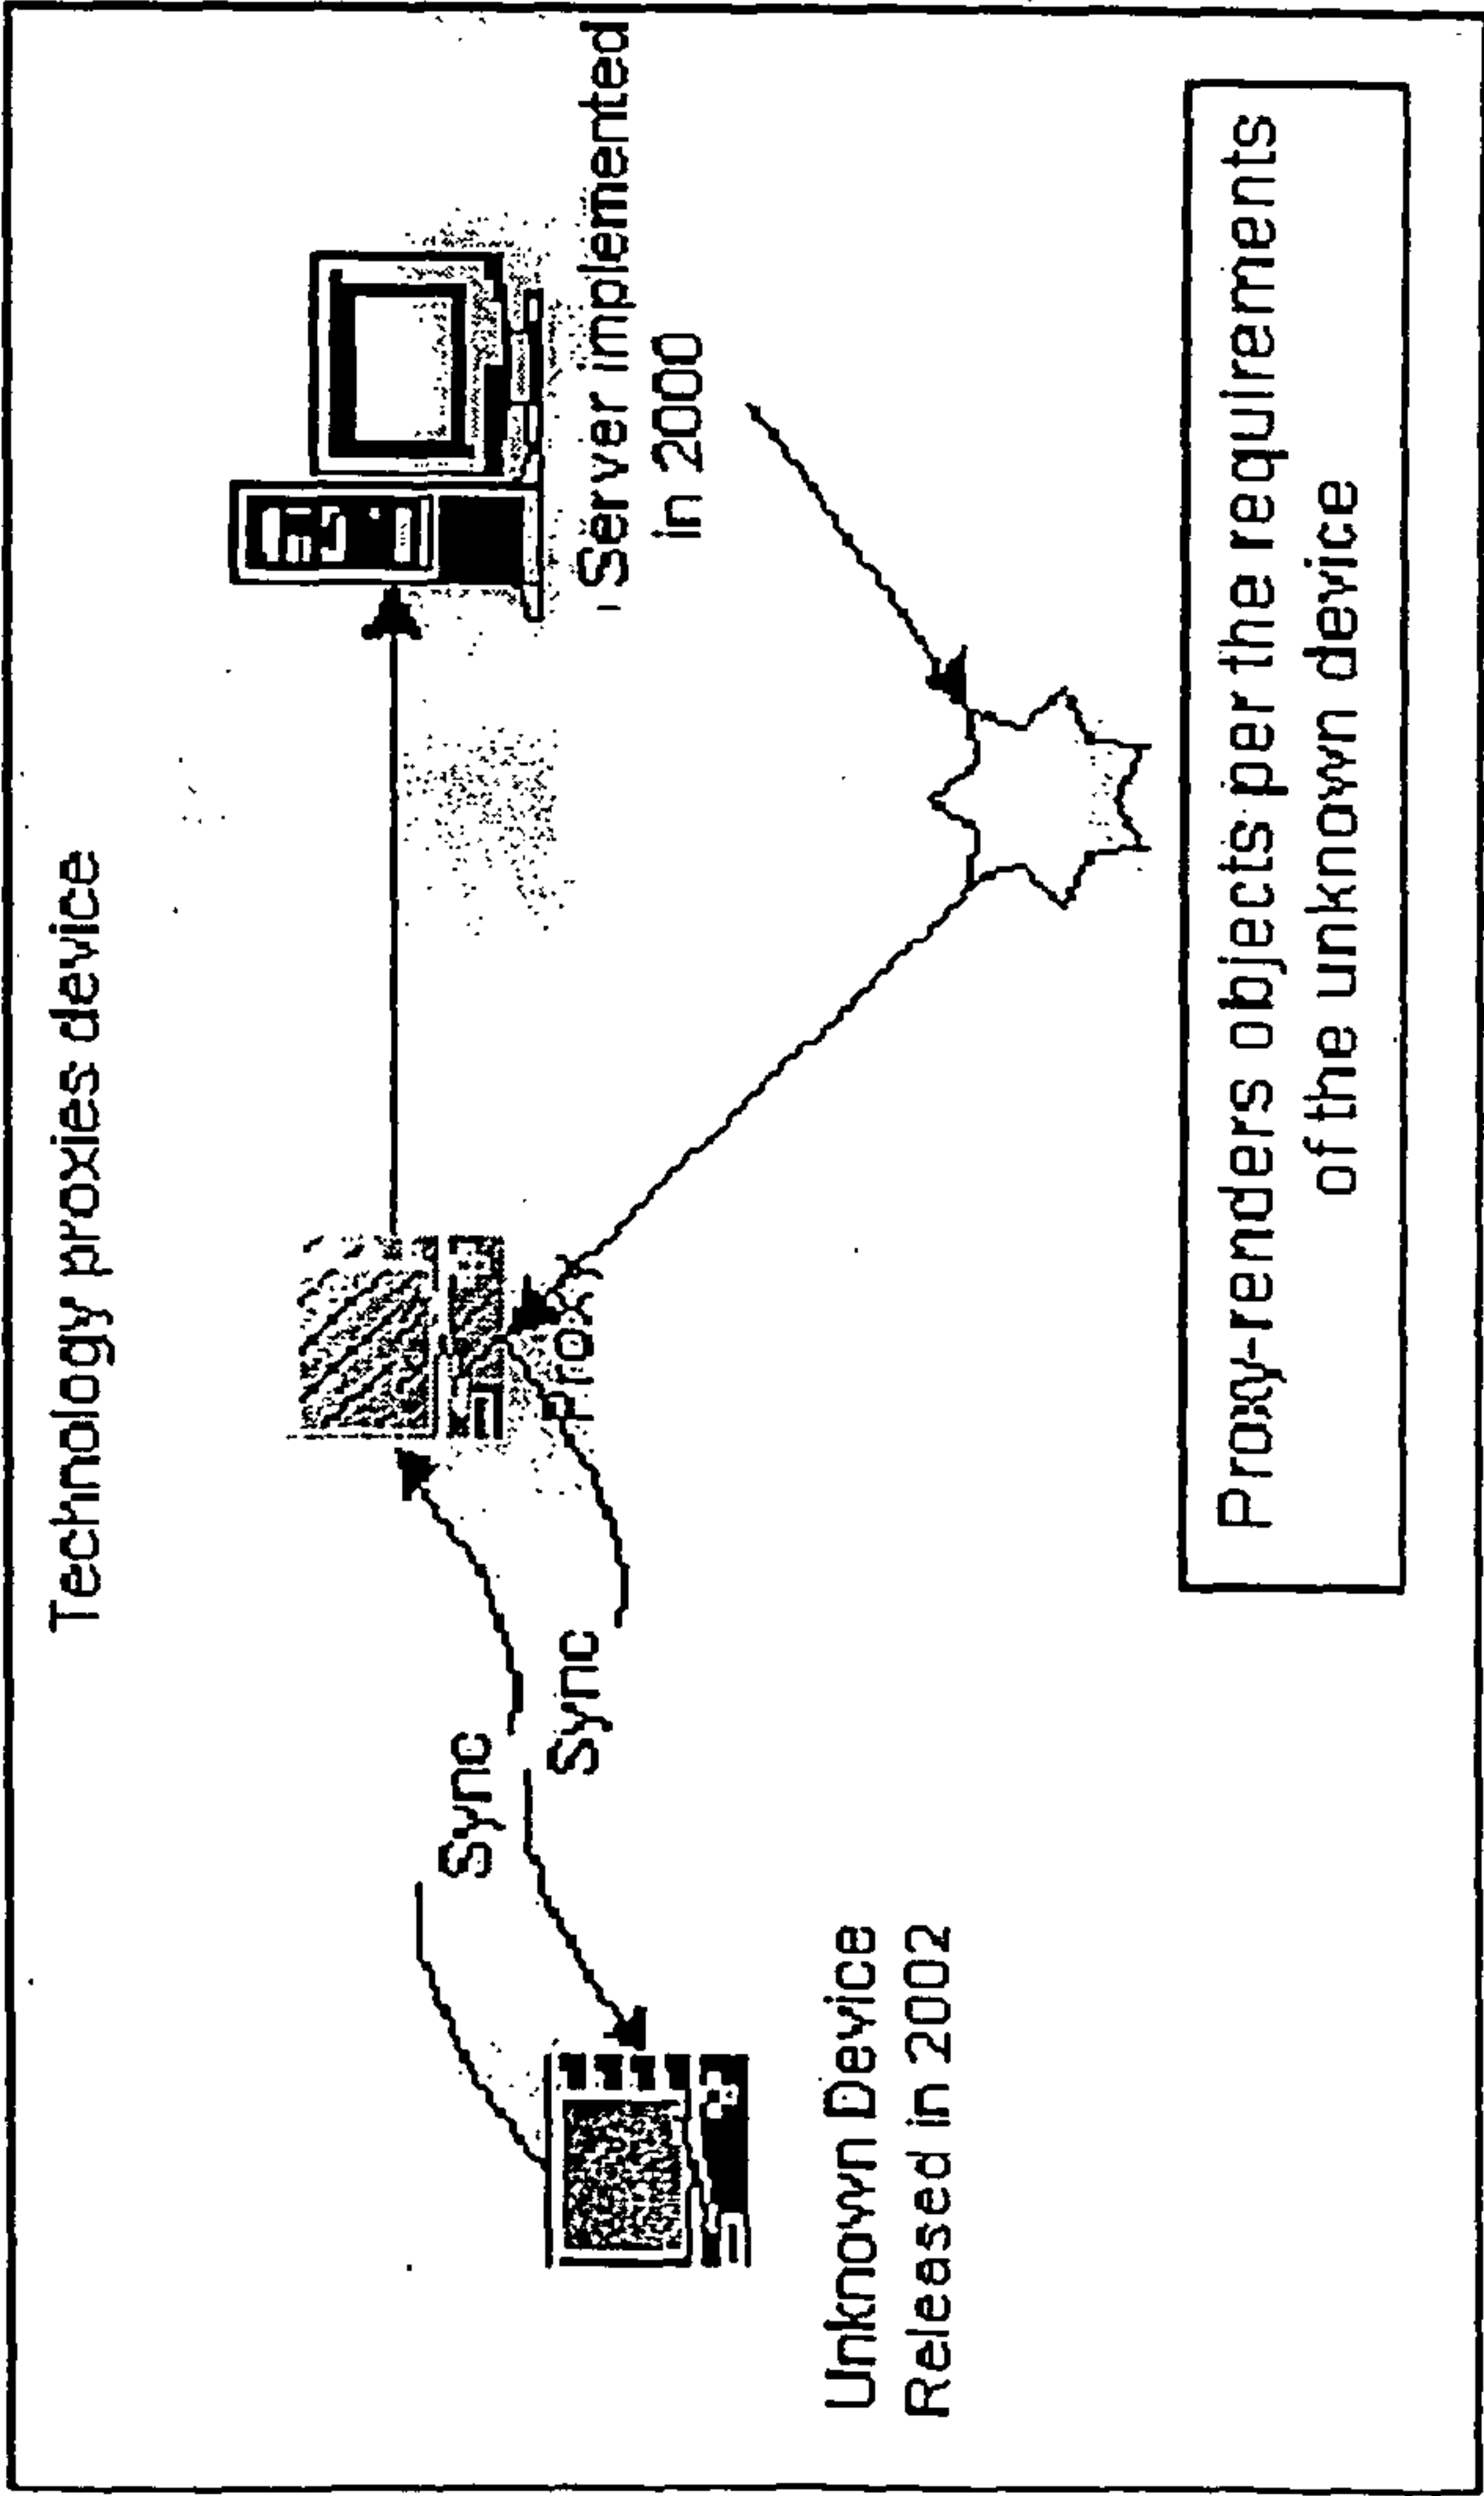 Technology proxies device
Sync
Sync
Proxy
Server implemented
in 2000
Unknown Device
Released in 2002
Proxy-renders objects per the requirements
of the unknown device